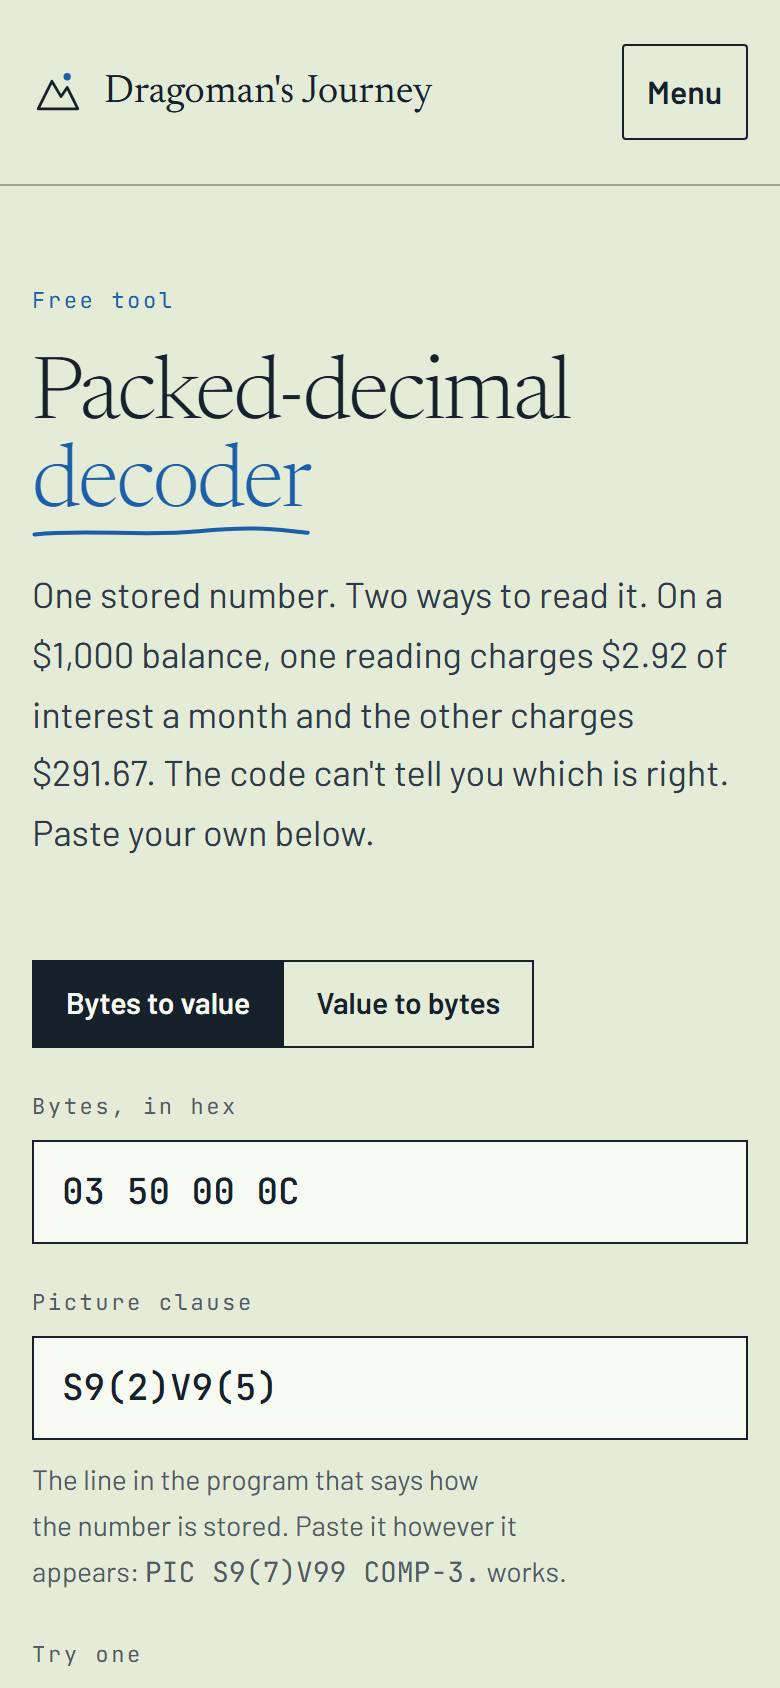 Dragoman's Journey
Menu
Free tool
Packed-decimal
decoder
One stored number. Two ways to read it. On a
$1,000 balance, one reading charges $2.92 of
interest a month and the other charges
$291.67. The code can't tell you which is right.
Paste your own below.
Bytes to value
Value to bytes
Bytes, in hex
03 50 00 0C
Picture clause
S9(2)V9(5)
The line in the program that says how
the number is stored. Paste it however it
appears: PIC S9(7)V99 COMP-3. works.
Try one